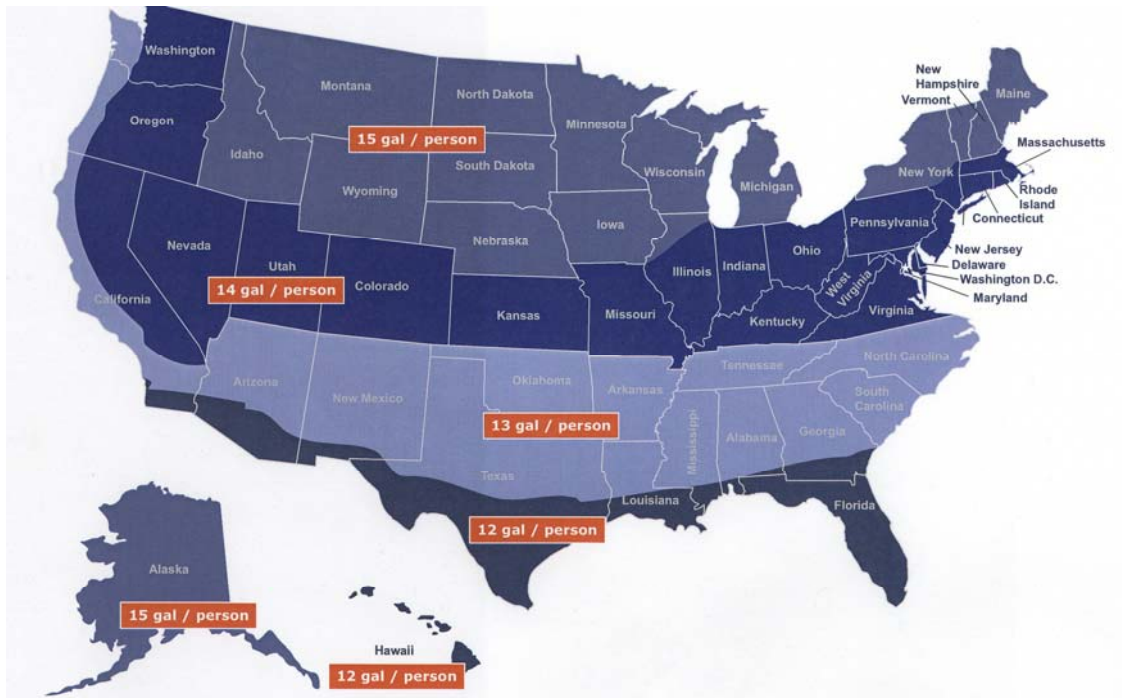 Washington
Montana
North Dakota
Minnesota
New
Hampshire
Vermont
Maine
Oregon
15 gal / person
Massachusetts
Idaho
South Dakota
Wisconsin
Michigan
New York
Wyoming
Rhode
Island
Connecticut
Iowa
Nebraska
Pennsylvania
Nevada
Utah
Ohio
New Jersey
Illinois
Indiana
Delaware
14 gal / person
Colorado
West
Virginia
Washington D.C.
California
Maryland
Kansas
Missouri
Kentucky
Virginia
North Carolina
Tennessee
Arizona
Oklahoma
Arkansas
New Mexico
South
Carolina
13 gal / person
Mississippi
Alabama
Georgia
Texas
Louisiana
Florida
12 gal / person
Alaska
15 gal / person
Hawaii
12 gal / person